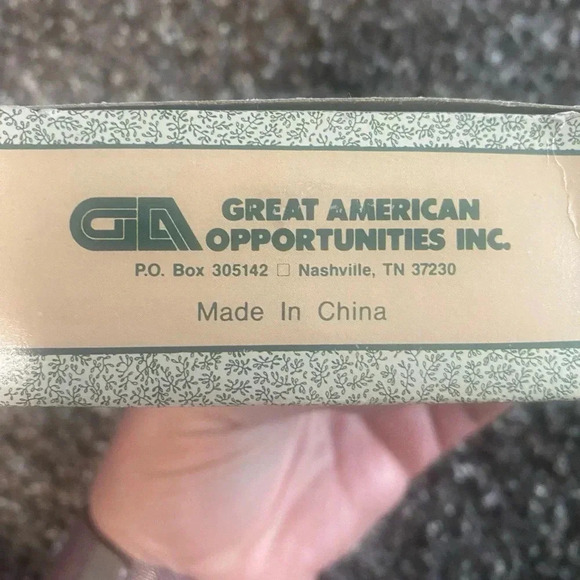 GA GREAT AMERICAN
OPPORTUNITIES INC.
P.O. Box 305142 □ Nashville, TN 37230
Made In China